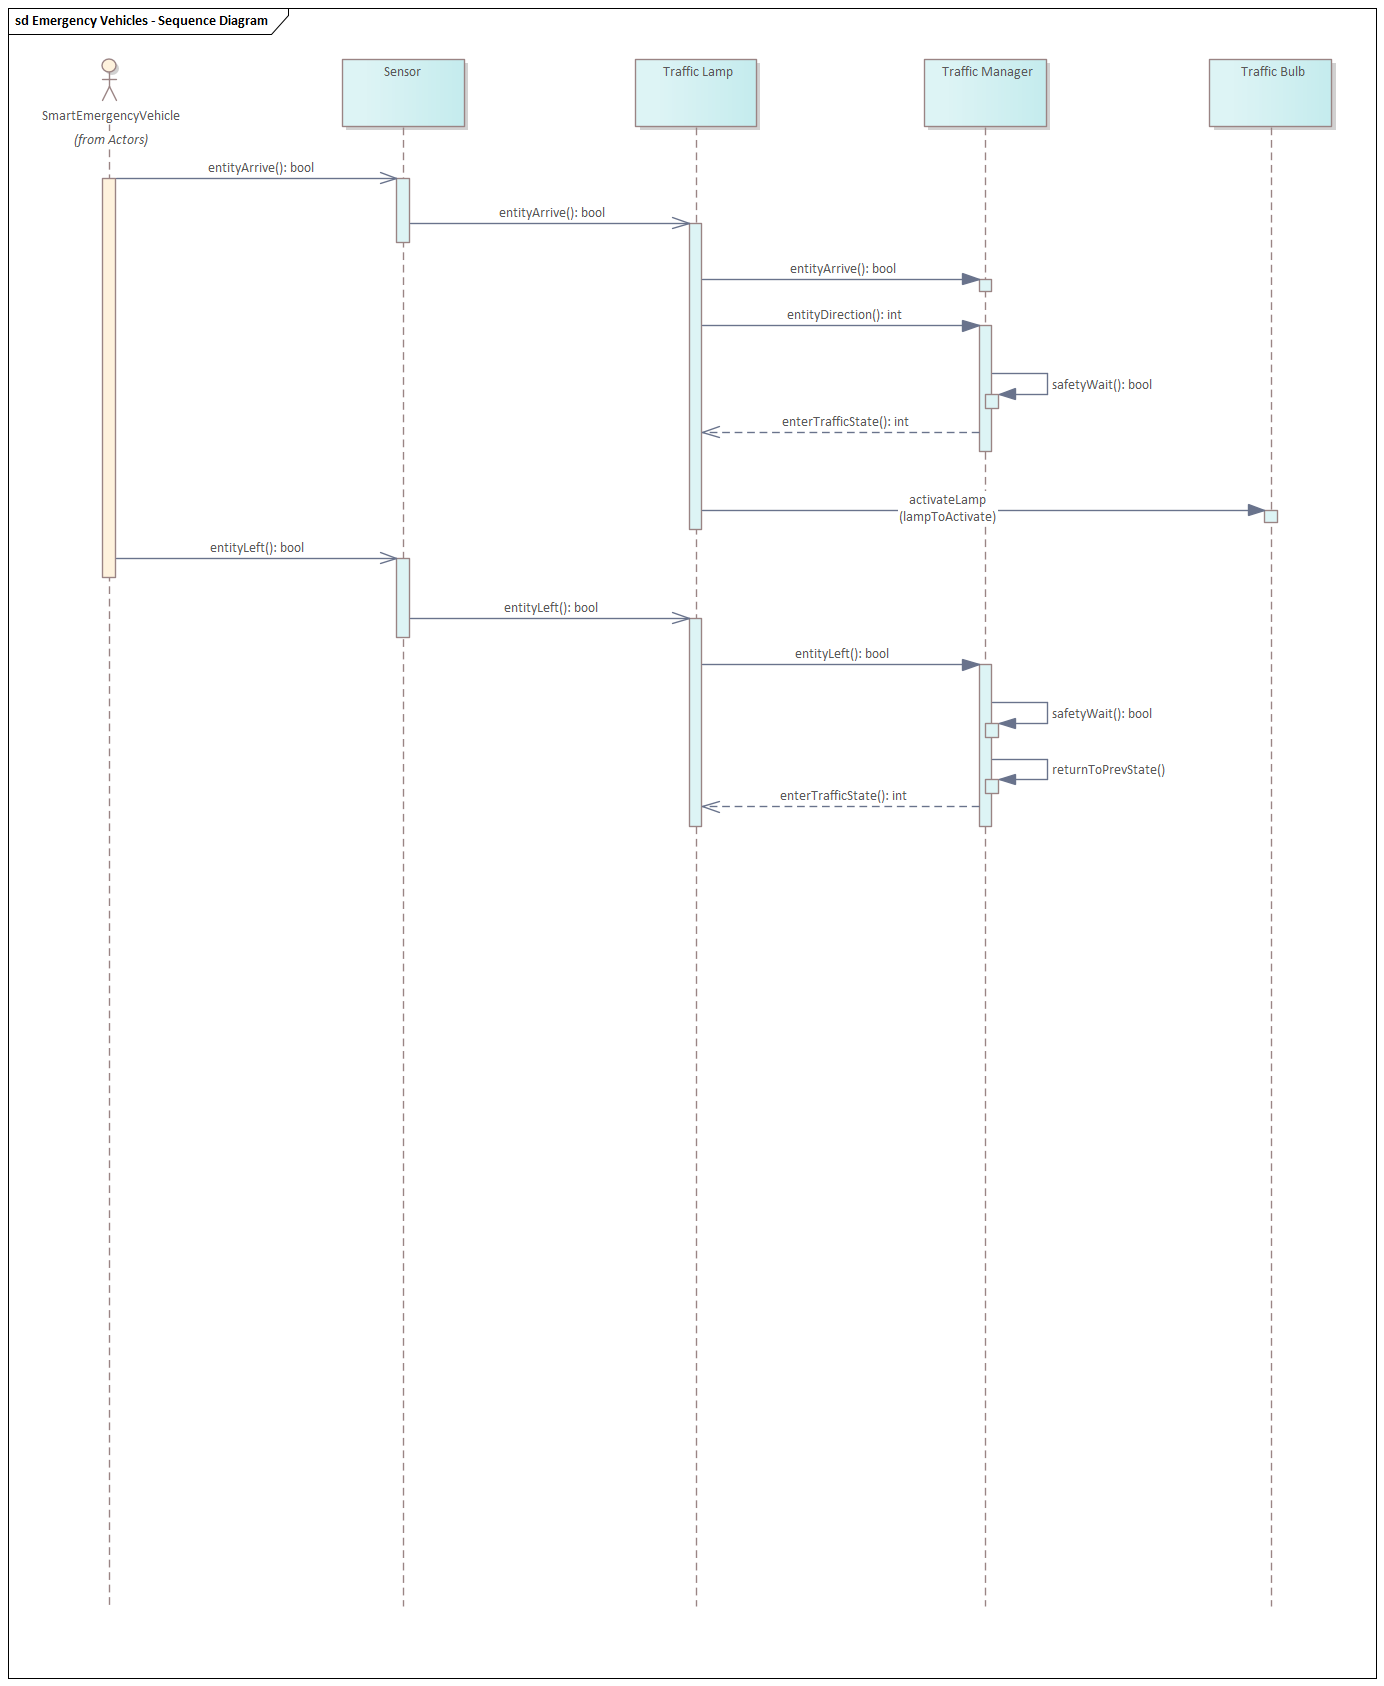 sd Emergency Vehicles - Sequence Diagram
SmartEmergencyVehicle
(from Actors)
Sensor
Traffic Lamp
Traffic Manager
Traffic Bulb
entityArrive(): bool
entityArrive(): bool
entityArrive(): bool
entityDirection(): int
safetyWait(): bool
enterTrafficState(): int
activateLamp
(lampToActivate)
entityLeft(): bool
entityLeft(): bool
entityLeft(): bool
safetyWait(): bool
returnToPrevState()
enterTrafficState(): int